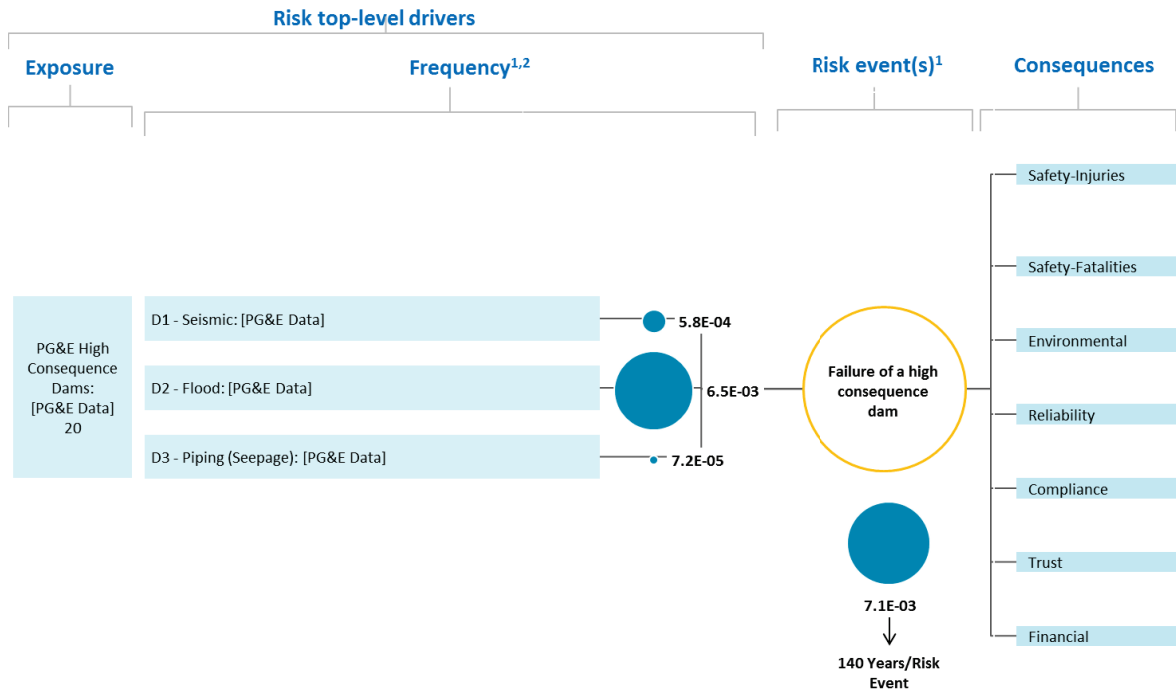 Risk top-level drivers
Exposure
Frequency1,2
Risk event(s)1
Consequences
PG&E High
Consequence
Dams:
[PG&E Data]
20
D1 - Seismic: [PG&E Data]
5.8E-04
D2 - Flood: [PG&E Data]
6.5E-03
D3 - Piping (Seepage): [PG&E Data]
7.2E-05
Failure of a high
consequence
dam
7.1E-03
140 Years/Risk
Event
Safety-Injuries
Safety-Fatalities
Environmental
Reliability
Compliance
Trust
Financial